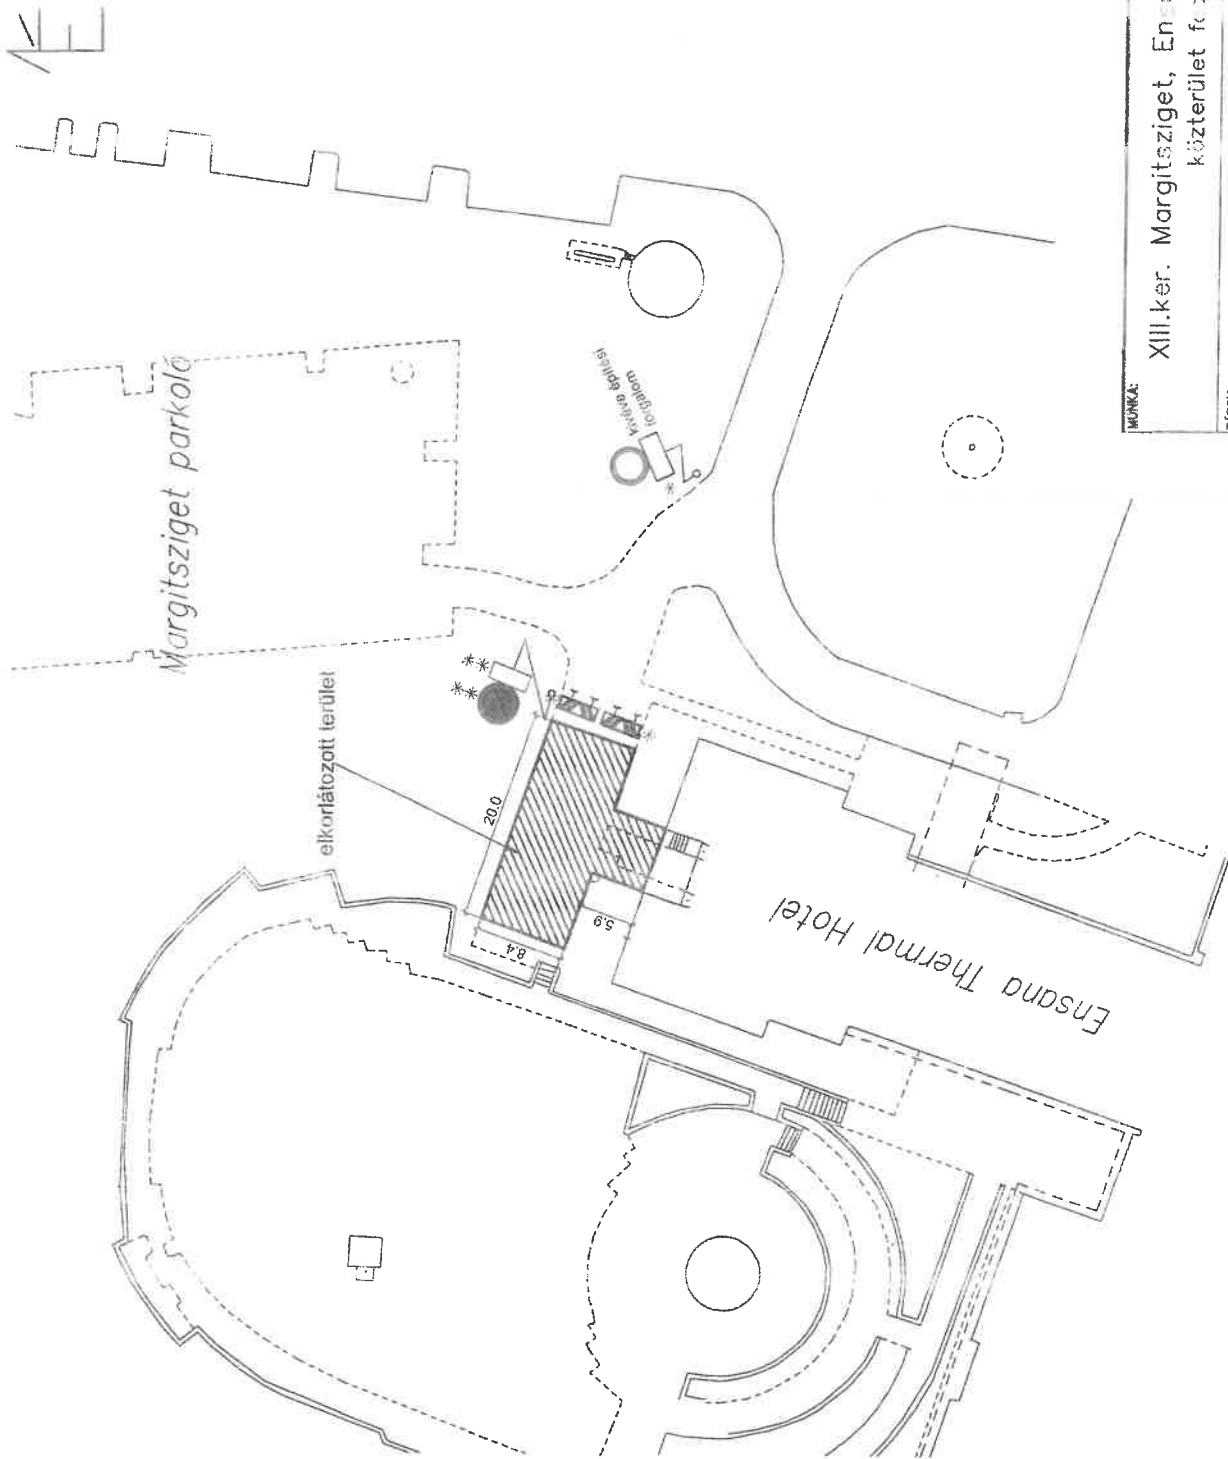 É
Margitsziget parkoló
kivéve építési
forgalom
elkorlátozott terület
20.0
8.4
5.9
Ensana Thermal Hotel
MUNKA:
XIII.ker. Margitsziget,
közterület